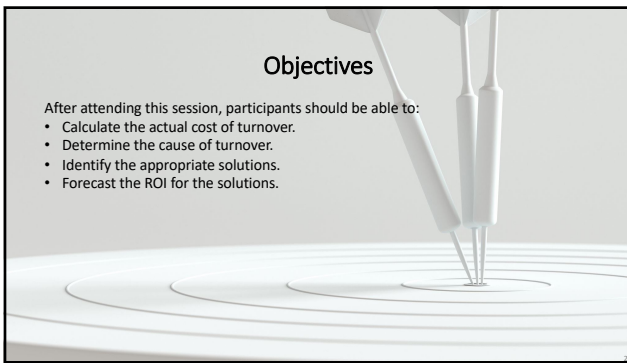 Objectives
After attending this session, participants should be able to:
• Calculate the actual cost of turnover.
• Determine the cause of turnover.
• Identify the appropriate solutions.
• Forecast the ROI for the solutions.